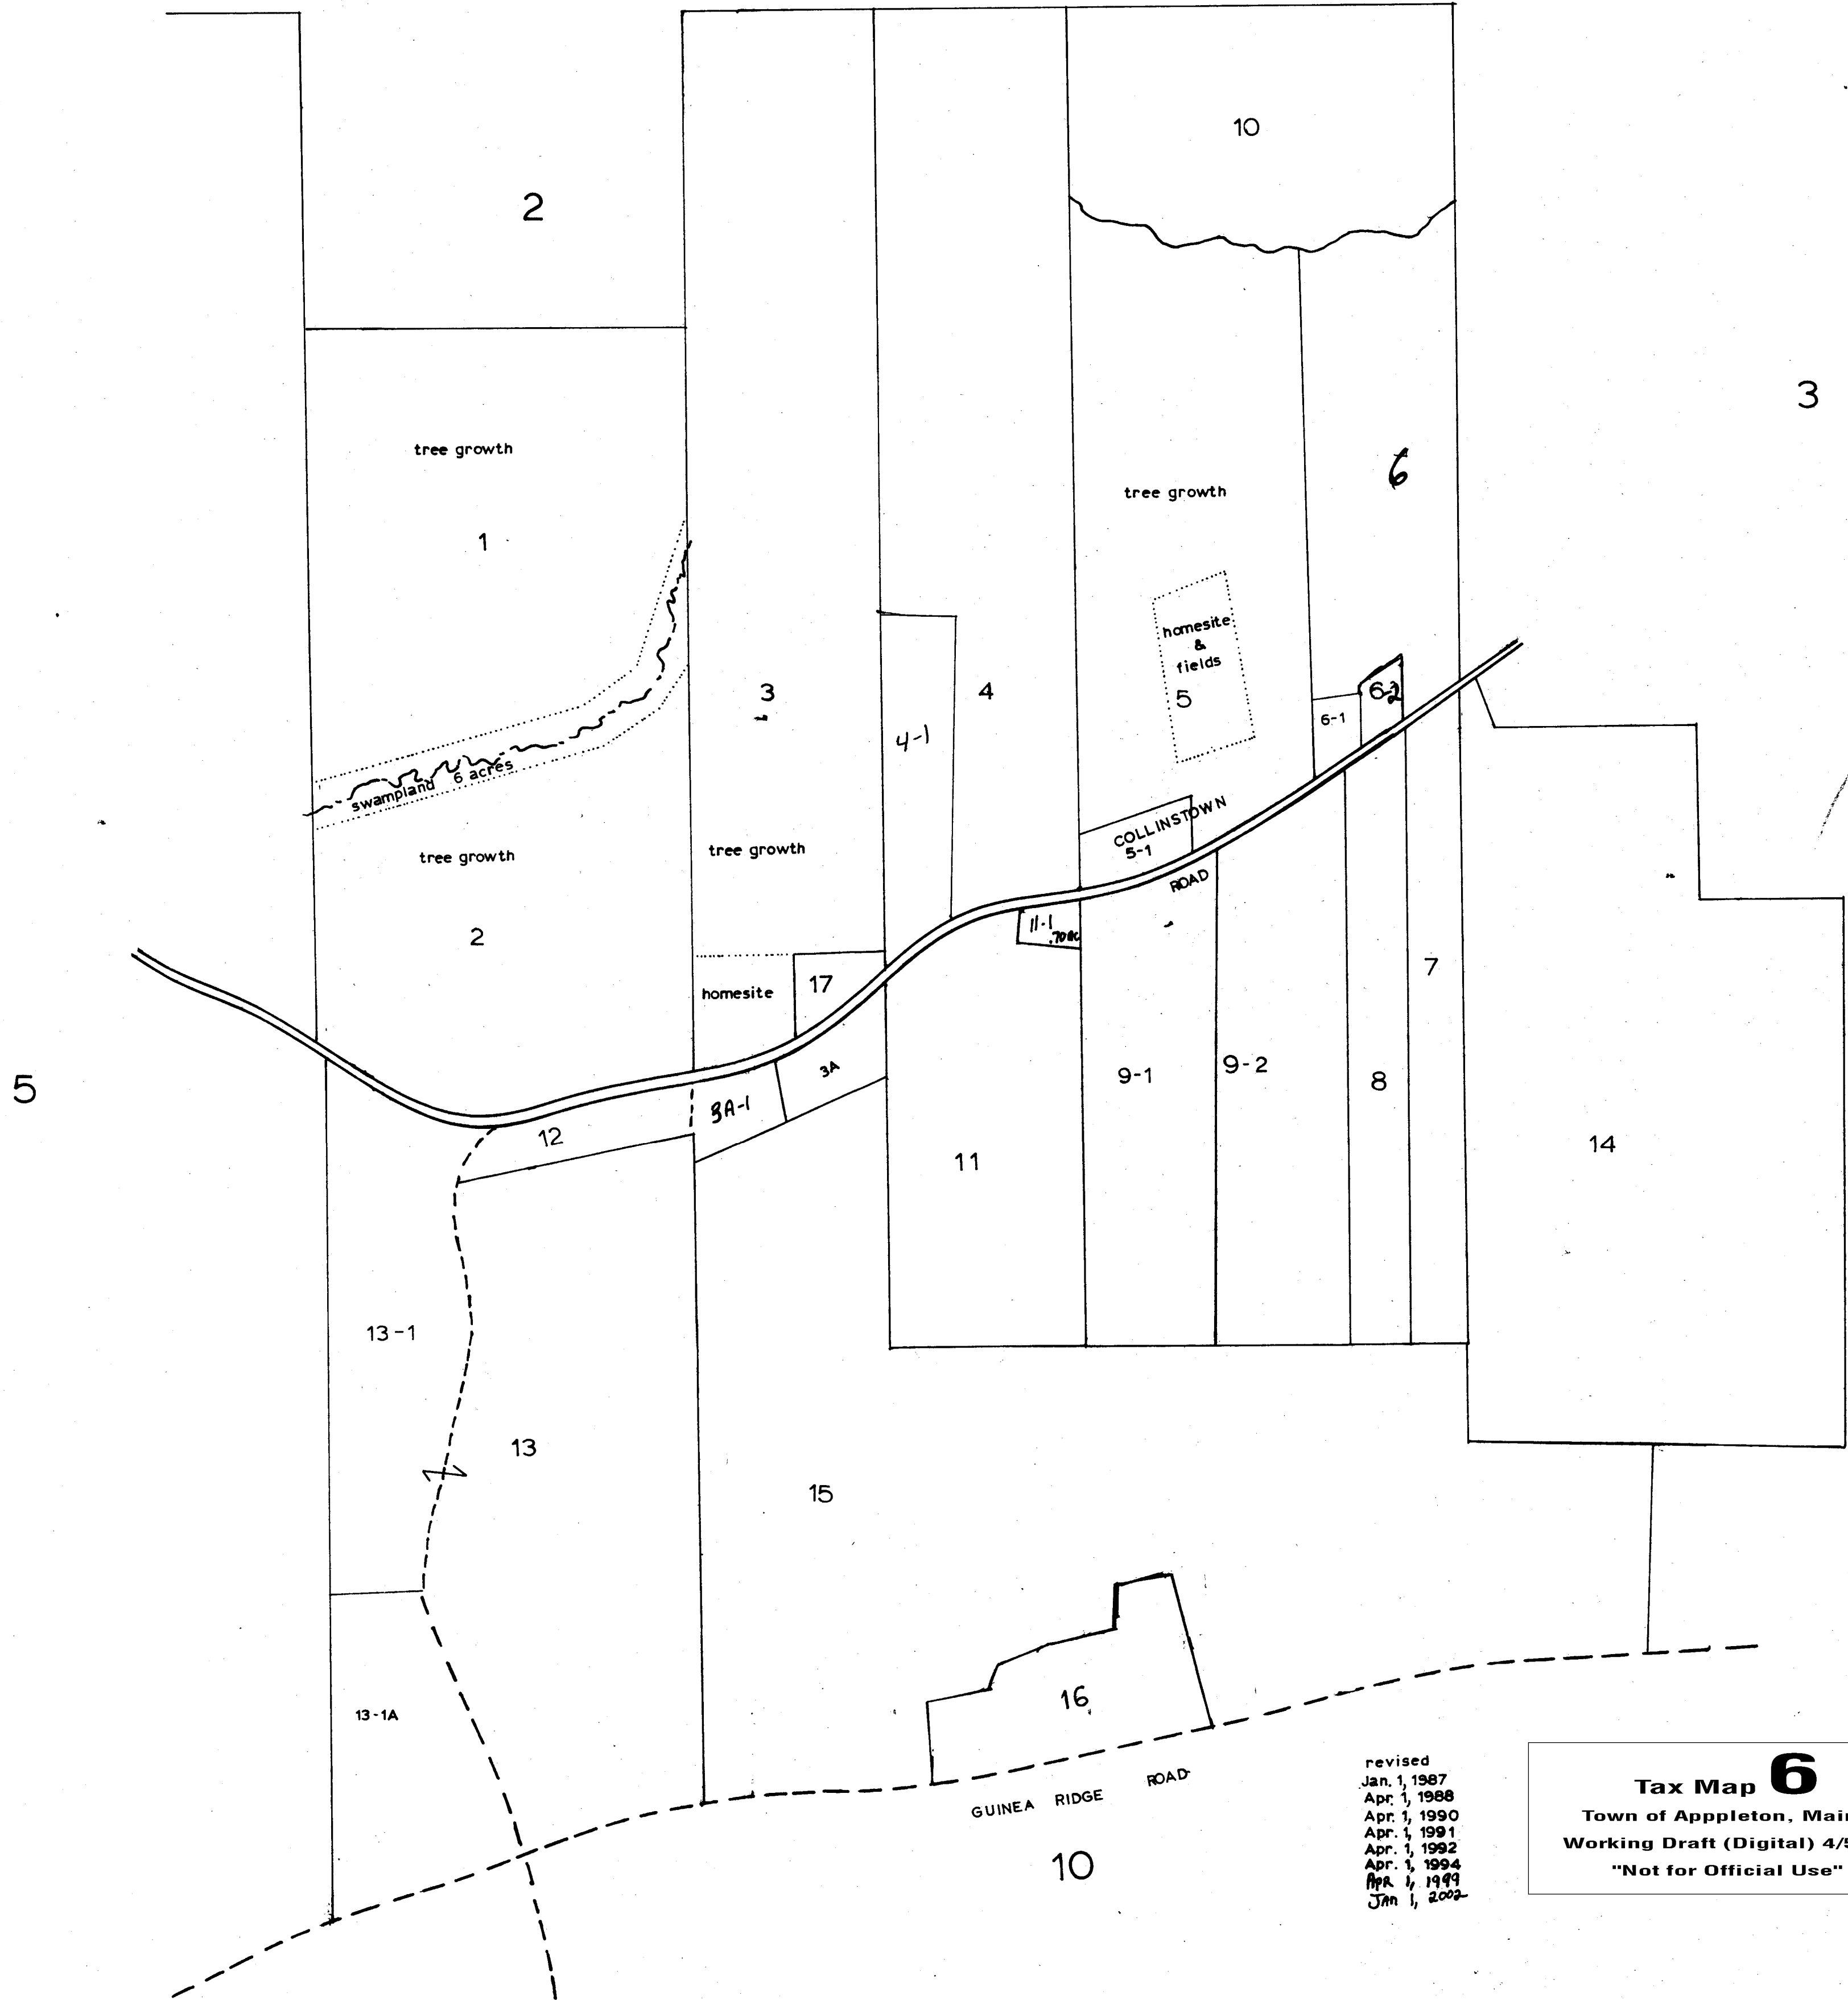 10
2
3
tree growth
6
tree growth
1
homesite
&
fields
5
3
4
6-2
6-1
4-1
swampland 6 acres
COLLINSTOWN
5-1
ROAD
tree growth
tree growth
11-1
.70 AC
2
7
homesite
17
5
3A
9-1
9-2
8
3A-1
12
11
14
13-1
13
15
16
13-1A
GUINEA RIDGE ROAD
10
revised
Jan. 1, 1987
Apr. 1, 1988
Apr. 1, 1990
Apr. 1, 1991
Apr. 1, 1992
Apr. 1, 1994
APR 1, 1999
JAN 1, 2002
Tax Map 6
Town of Apppleton, Mai
Working Draft (Digital) 4/
"Not for Official Use"